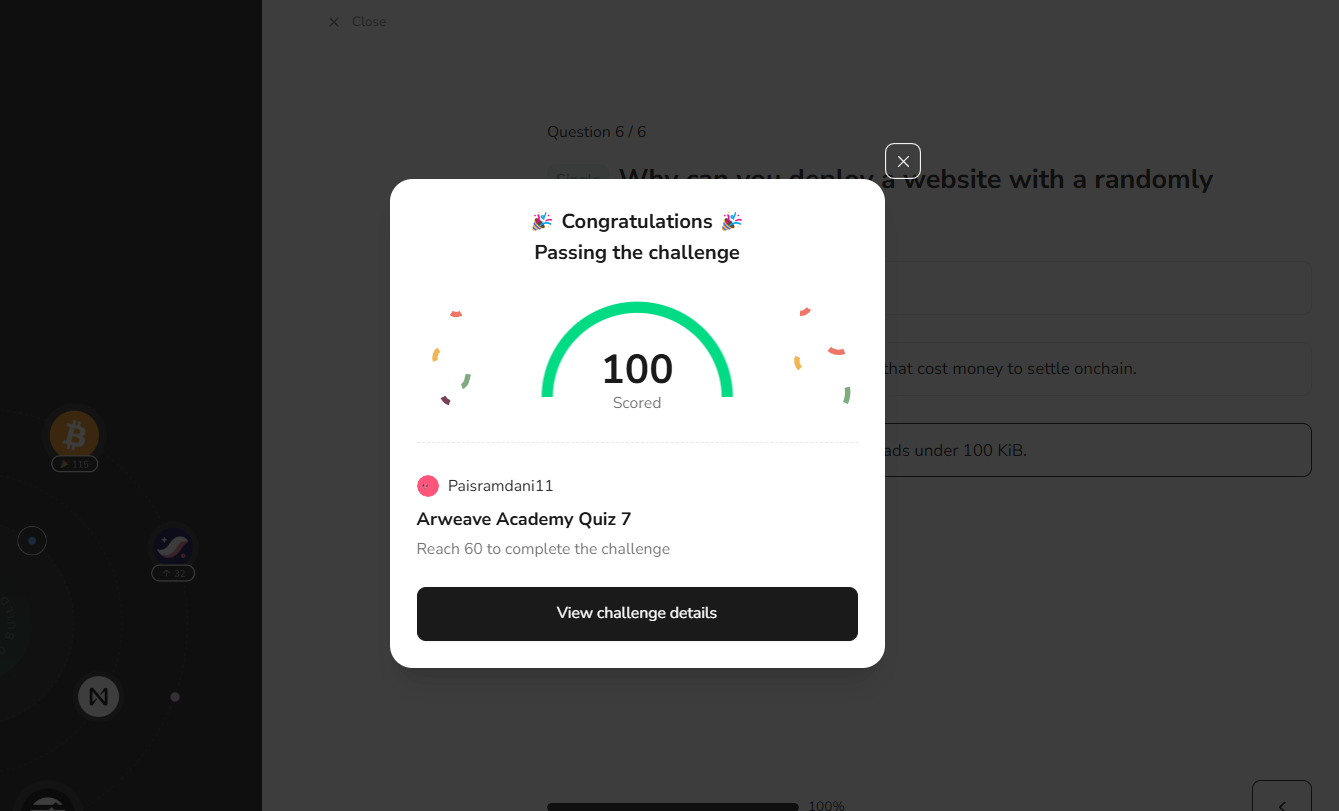 Close
Question 6 / 6
Single
Why can you deploy a website with a randomly
Congratulations
Passing the challenge
100
Scored
that cost money to settle onchain.
ads under 100 KiB.
Paisramdani11
Arweave Academy Quiz 7
Reach 60 to complete the challenge
View challenge details
115
32
100%